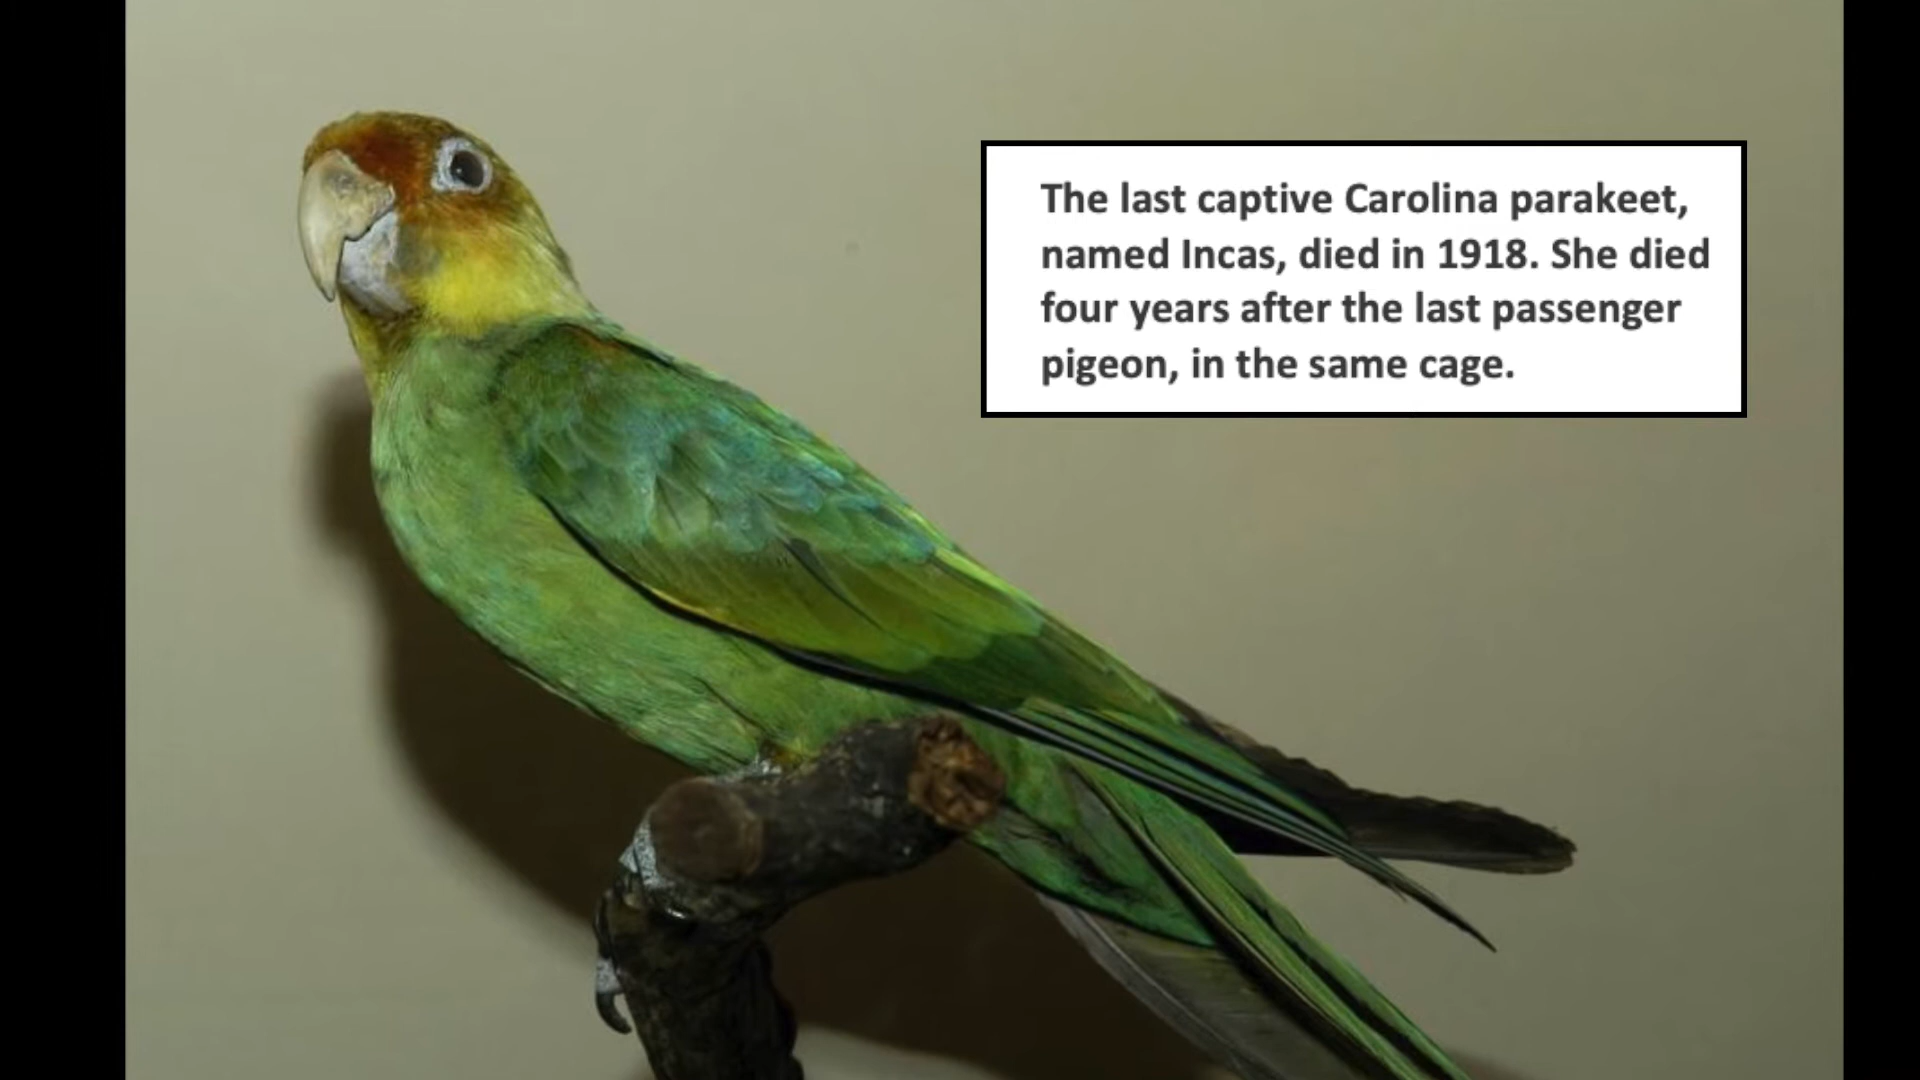 The last captive Carolina parakeet,
named Incas, died in 1918. She died
four years after the last passenger
pigeon, in the same cage.